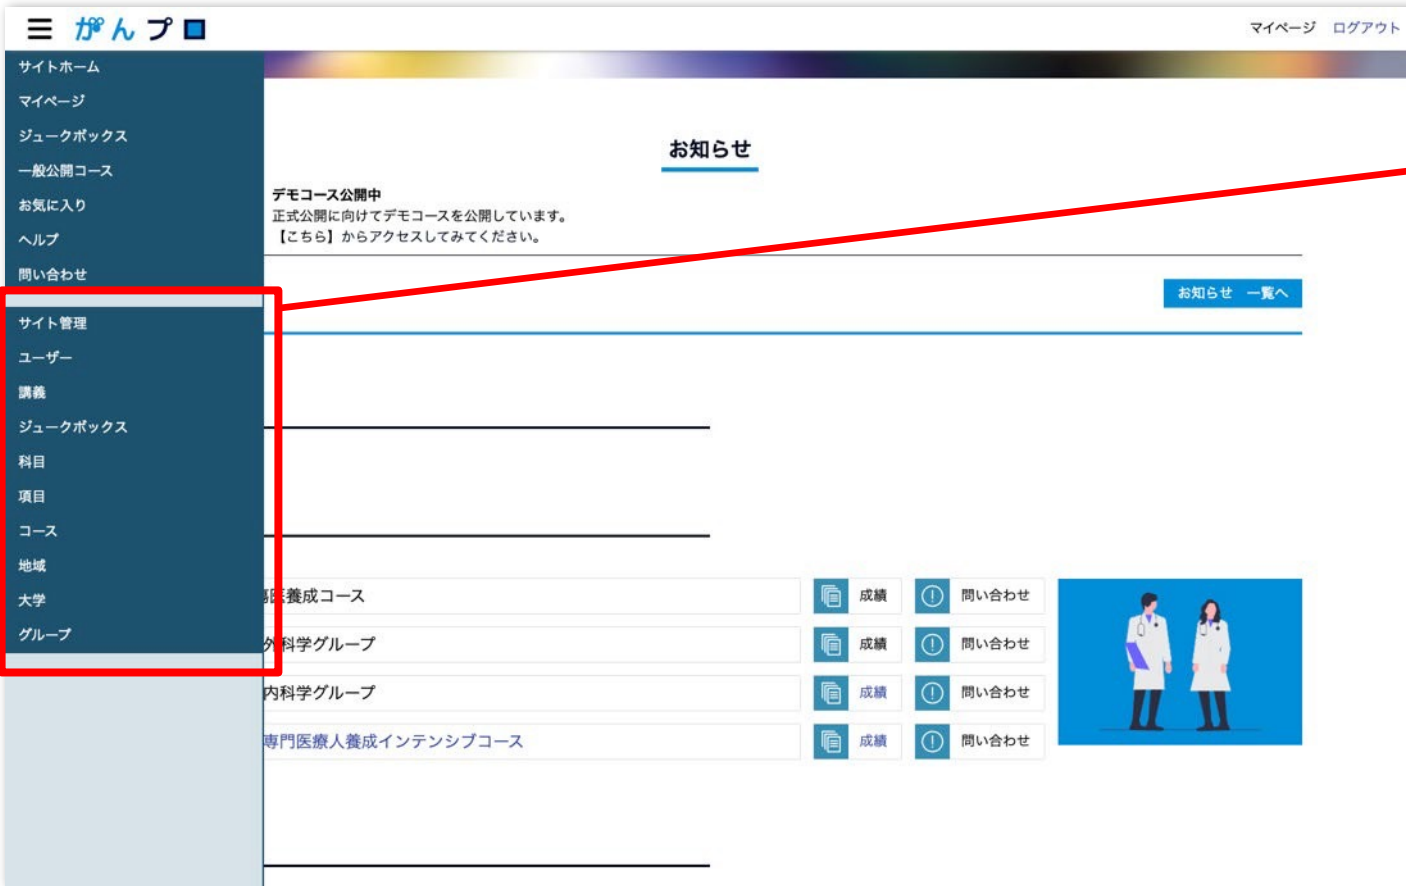 がんプロ
マイページ ログアウト
サイトホーム
マイページ
ジュークボックス
一般公開コース
お気に入り
ヘルプ
問い合わせ
サイト管理
ユーザー
講義
ジュークボックス
科目
項目
コース
地域
大学
グループ
お知らせ
デモコース公開中
正式公開に向けてデモコースを公開しています。
【こちら】からアクセスしてみてください。
お知らせ 一覧へ
医養成コース 成績 問い合わせ
外科学グループ 成績 問い合わせ
内科学グループ 成績 問い合わせ
専門医療人養成インテンシブコース 成績 問い合わせ